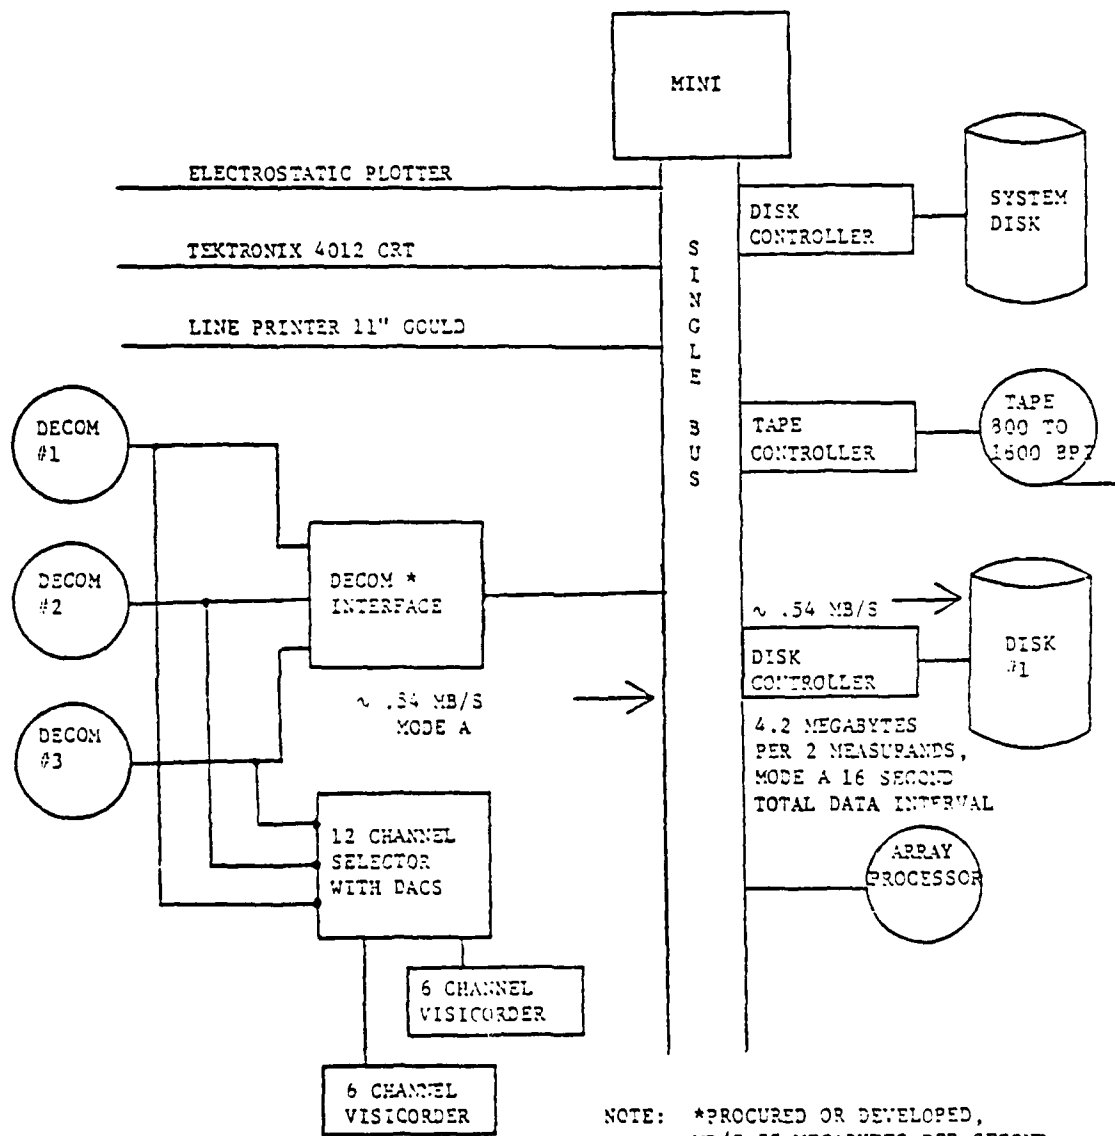 MINI
ELECTROSTATIC PLOTTER
TEKTRONIX 4012 CRT
LINE PRINTER 11" GOULD
SINGLE BUS
DISK
CONTROLLER
SYSTEM
DISK
TAPE
CONTROLLER
TAPE
800 TO
1600 BPI
DECOM
#1
DECOM
#2
DECOM
#3
DECOM *
INTERFACE
~ .54 MB/S
MODE A
~ .54 MB/S
DISK
CONTROLLER
DISK
#1
4.2 MEGABYTES
PER 2 MEASURANDS,
MODE A 16 SECOND
TOTAL DATA INTERVAL
ARRAY
PROCESSOR
12 CHANNEL
SELECTOR
WITH DACS
6 CHANNEL
VISICORDER
6 CHANNEL
VISICORDER
NOTE: *PROCURED OR DEVELOPED,